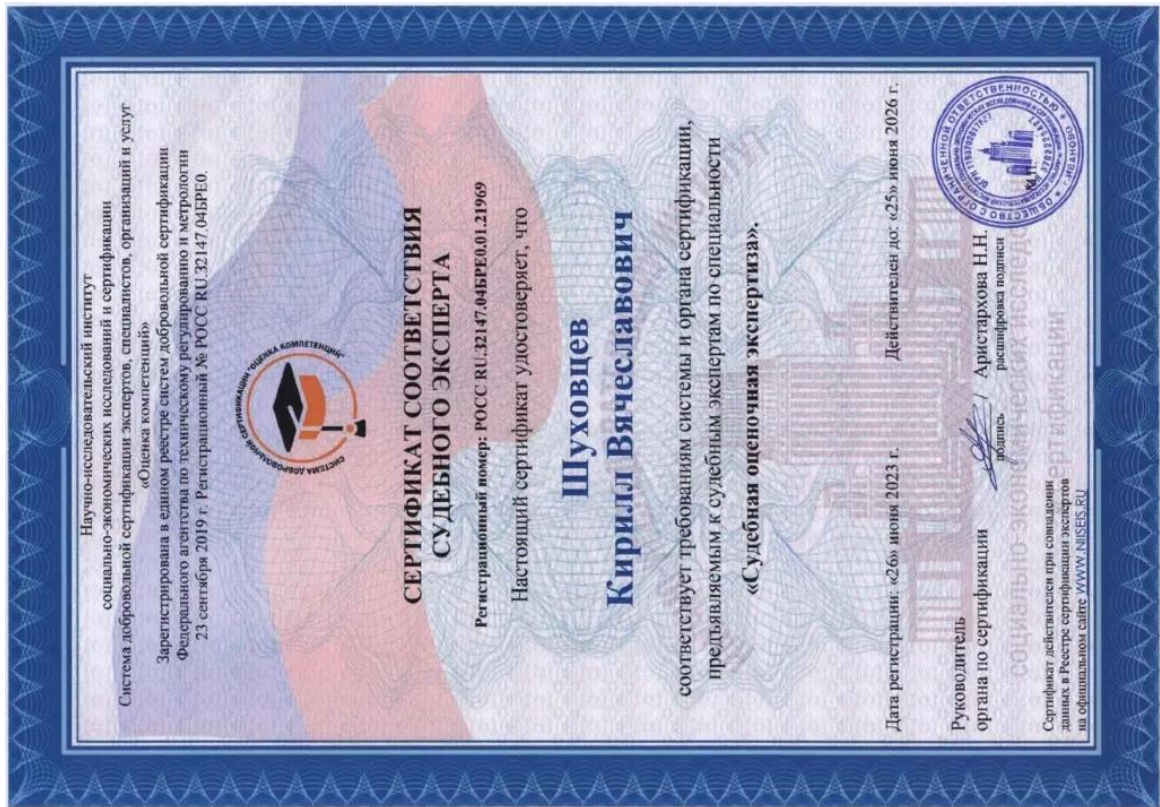 Научно-исследовательский институт
социально-экономических исследований и сертификации
Система добровольной сертификации экспертов, специалистов, организаций и услуг
«Оценка компетенций»
Зарегистрирована в едином реестре систем добровольной сертификации
Федерального агентства по техническому регулированию и метрологии
23 сентября 2019 г. Регистрационный № РОСС RU.32147.04БРЕ0.
СИСТЕМА ДОБРОВОЛЬНОЙ СЕРТИФИКАЦИИ "ОЦЕНКА КОМПЕТЕНЦИЙ"
СЕРТИФИКАТ СООТВЕТСТВИЯ
СУДЕБНОГО ЭКСПЕРТА
Регистрационный номер: РОСС RU.32147.04БРЕ0.01.21969
Настоящий сертификат удостоверяет, что
Шуховцев
Кирилл Вячеславович
соответствует требованиям системы и органа сертификации,
предъявляемым к судебным экспертам по специальности
«Судебная оценочная экспертиза».
Дата регистрации: «26» июня 2023 г. Действителен до: «25» июня 2026 г.
Руководитель
органа по сертификации / Аристархова Н.Н.
подпись расшифровка подписи
М.П.
ОБЩЕСТВО С ОГРАНИЧЕННОЙ ОТВЕТСТВЕННОСТЬЮ
г. ИВАНОВО
Сертификат действителен при совпадении
данных в Реестре сертификации экспертов
на официальном сайте WWW.NIISEIS.RU